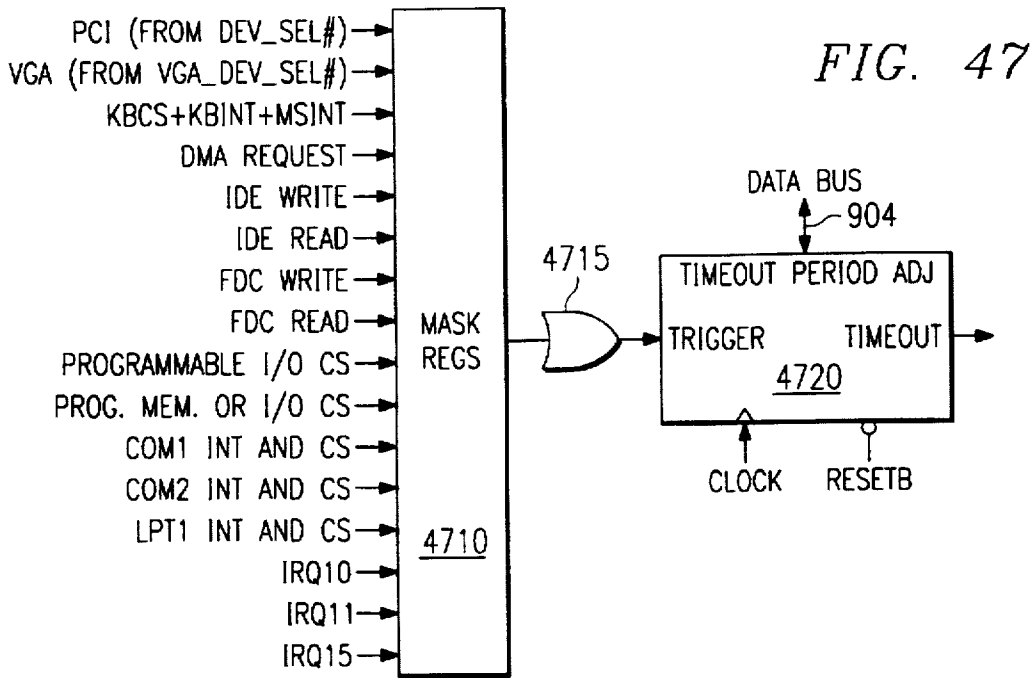 FIG. 47
PCI (FROM DEV_SEL#)
VGA (FROM VGA_DEV_SEL#)
KBCS+KBINT+MSINT
DMA REQUEST
IDE WRITE
IDE READ
FDC WRITE
FDC READ
PROGRAMMABLE I/O CS
PROG. MEM. OR I/O CS
COM1 INT AND CS
COM2 INT AND CS
LPT1 INT AND CS
IRQ10
IRQ11
IRQ15
MASK
REGS
4710
4715
DATA BUS
904
TIMEOUT PERIOD ADJ
TRIGGER TIMEOUT
4720
CLOCK RESETB